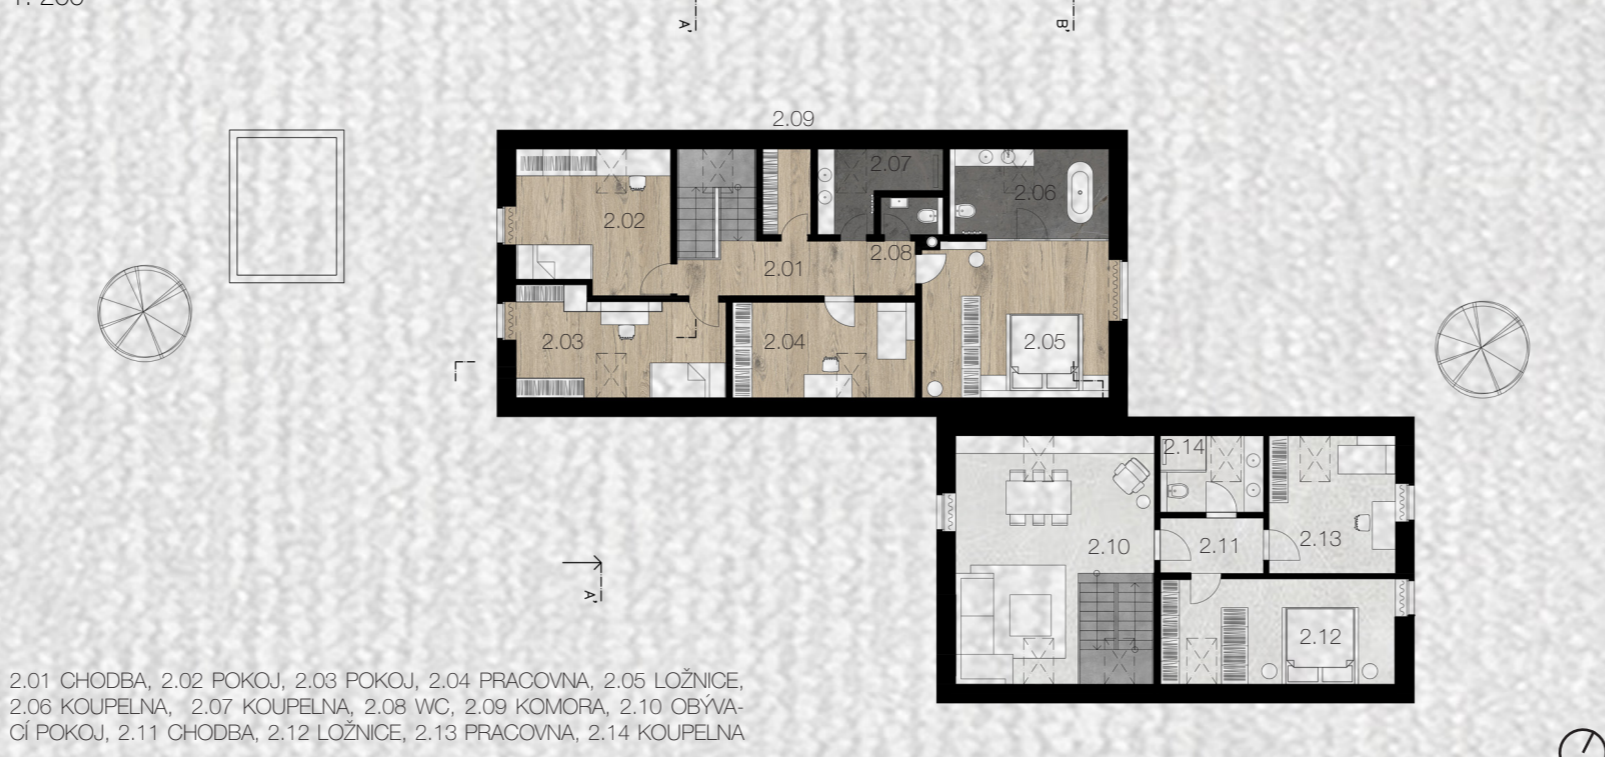 1: 200
A'
B'
2.09
2.07
2.06
2.02
2.08
2.01
2.03
2.04
2.05
2.14
2.10
2.11
2.13
2.12
A'
2.01 CHODBA, 2.02 POKOJ, 2.03 POKOJ, 2.04 PRACOVNA, 2.05 LOŽNICE,
2.06 KOUPELNA, 2.07 KOUPELNA, 2.08 WC, 2.09 KOMORA, 2.10 OBÝVA-
CÍ POKOJ, 2.11 CHODBA, 2.12 LOŽNICE, 2.13 PRACOVNA, 2.14 KOUPELNA